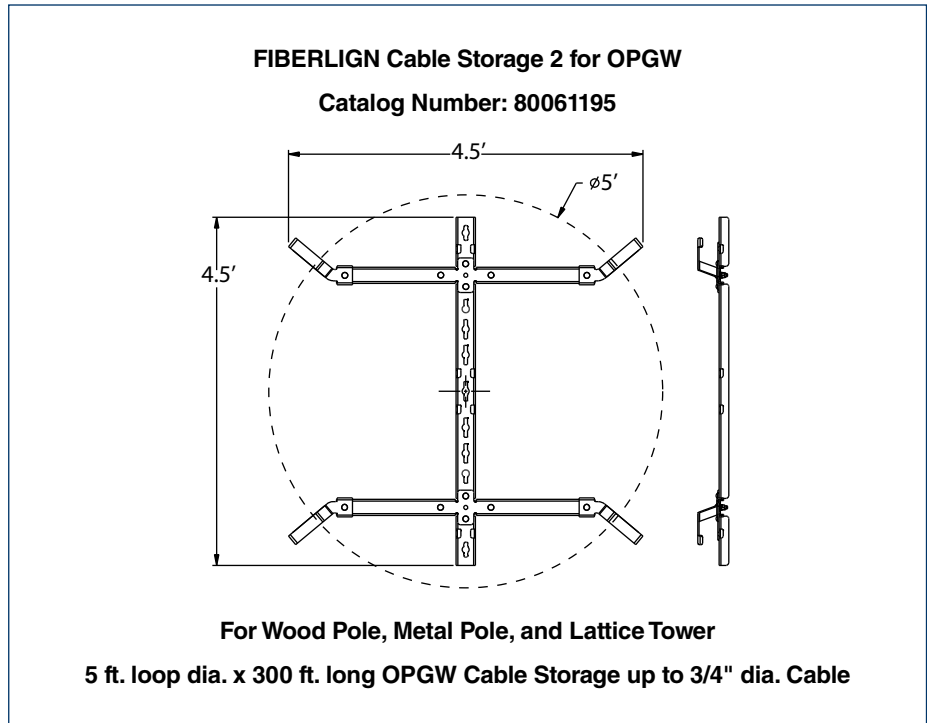 FIBERLIGN Cable Storage 2 for OPGW
Catalog Number: 80061195
4.5′
⌀5′
4.5′
For Wood Pole, Metal Pole, and Lattice Tower
5 ft. loop dia. x 300 ft. long OPGW Cable Storage up to 3/4" dia. Cable